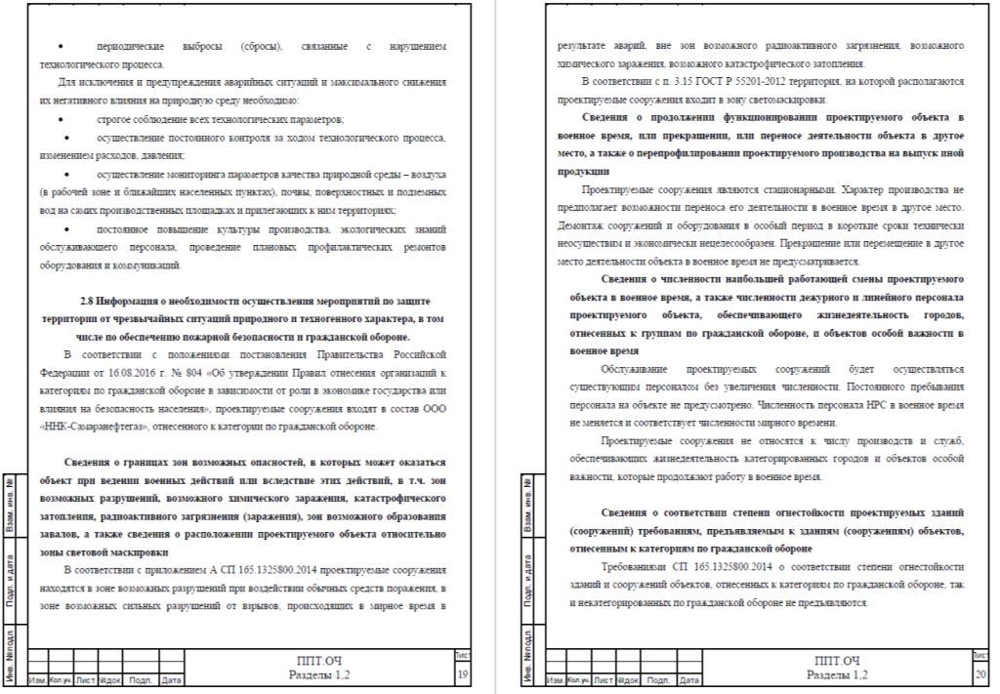 • периодические выбросы (сбросы), связанные с нарушением
технологического процесса.
Для исключения и предупреждения аварийных ситуаций и максимального снижения
их негативного влияния на природную среду необходимо:
• строгое соблюдение всех технологических параметров;
• осуществление постоянного контроля за ходом технологического процесса,
изменением расходов, давления;
• осуществление мониторинга параметров качества природной среды – воздуха
(в рабочей зоне и ближайших населенных пунктах), почвы, поверхностных и подземных
вод на самих производственных площадках и прилегающих к ним территориях;
• постоянное повышение культуры производства, экологических знаний
обслуживающего персонала, проведение плановых профилактических ремонтов
оборудования и коммуникаций.
2.8 Информация о необходимости осуществления мероприятий по защите
территории от чрезвычайных ситуаций природного и техногенного характера, в том
числе по обеспечению пожарной безопасности и гражданской обороне.
В соответствии с положениями постановления Правительства Российской
Федерации от 16.08.2016 г. № 804 «Об утверждении Правил отнесения организаций к
категориям по гражданской обороне в зависимости от роли в экономике государства или
влияния на безопасность населения», проектируемые сооружения входят в состав ООО
«ННК-Самаранефтегаз», отнесенного к категории по гражданской обороне.
Сведения о границах зон возможных опасностей, в которых может оказаться
объект при ведении военных действий или вследствие этих действий, в т.ч. зон
возможных разрушений, возможного химического заражения, катастрофического
затопления, радиоактивного загрязнения (заражения), зон возможного образования
завалов, а также сведения о расположении проектируемого объекта относительно
зоны световой маскировки
В соответствии с приложением А СП 165.1325800.2014 проектируемые сооружения
находятся в зоне возможных разрушений при воздействии обычных средств поражения, в
зоне возможных сильных разрушений от взрывов, происходящих в мирное время в
Взам. инв. №
Подп. и дата
Инв. №подл.
Изм. Кол.уч. Лист №док. Подп. Дата
ППТ.ОЧ
Разделы 1,2
Лист
19
результате аварий, вне зон возможного радиоактивного загрязнения, возможного
химического заражения, возможного катастрофического затопления.
В соответствии с п. 3.15 ГОСТ Р 55201-2012 территория, на которой располагаются
проектируемые сооружения входит в зону светомаскировки.
Сведения о продолжении функционировании проектируемого объекта в
военное время, или прекращении, или переносе деятельности объекта в другое
место, а также о перепрофилировании проектируемого производства на выпуск иной
продукции
Проектируемые сооружения являются стационарными. Характер производства не
предполагает возможности переноса его деятельности в военное время в другое место.
Демонтаж сооружений и оборудования в особый период в короткие сроки технически
неосуществим и экономически нецелесообразен. Прекращение или перемещение в другое
место деятельности объекта в военное время не предусматривается.
Сведения о численности наибольшей работающей смены проектируемого
объекта в военное время, а также численности дежурного и линейного персонала
проектируемого объекта, обеспечивающего жизнедеятельность городов,
отнесенных к группам по гражданской обороне, и объектов особой важности в
военное время
Обслуживание проектируемых сооружений будет осуществляться
существующим персоналом без увеличения численности. Постоянного пребывания
персонала на объекте не предусмотрено. Численность персонала НРС в военное время
не меняется и соответствует численности мирного времени.
Проектируемые сооружения не относятся к числу производств и служб,
обеспечивающих жизнедеятельность категорированных городов и объектов особой
важности, которые продолжают работу в военное время.
Сведения о соответствии степени огнестойкости проектируемых зданий
(сооружений) требованиям, предъявляемым к зданиям (сооружениям) объектов,
отнесенным к категориям по гражданской обороне
Требованиями СП 165.1325800.2014 о соответствии степени огнестойкости
зданий и сооружений объектов, отнесенных к категориям по гражданской обороне, так
и некатегорированных по гражданской обороне не предъявляются.
Взам. инв. №
Подп. и дата
Инв. №подл.
Изм. Кол.уч. Лист №док. Подп. Дата
ППТ.ОЧ
Разделы 1,2
Лист
20